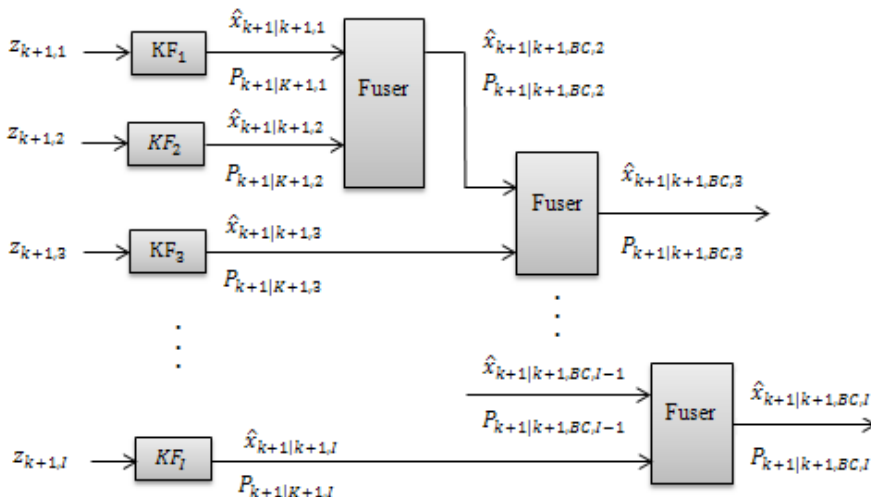 z_{k+1,1}
KF_1
x̂_{k+1|k+1,1}
P_{k+1|K+1,1}
Fuser
x̂_{k+1|k+1,BC,2}
P_{k+1|k+1,BC,2}
z_{k+1,2}
KF_2
x̂_{k+1|k+1,2}
P_{k+1|K+1,2}
Fuser
x̂_{k+1|k+1,BC,3}
P_{k+1|k+1,BC,3}
z_{k+1,3}
KF_3
x̂_{k+1|k+1,3}
P_{k+1|K+1,3}
x̂_{k+1|k+1,BC,l-1}
P_{k+1|k+1,BC,l-1}
Fuser
x̂_{k+1|k+1,BC,l}
P_{k+1|k+1,BC,l}
z_{k+1,l}
KF_l
x̂_{k+1|k+1,l}
P_{k+1|K+1,l}